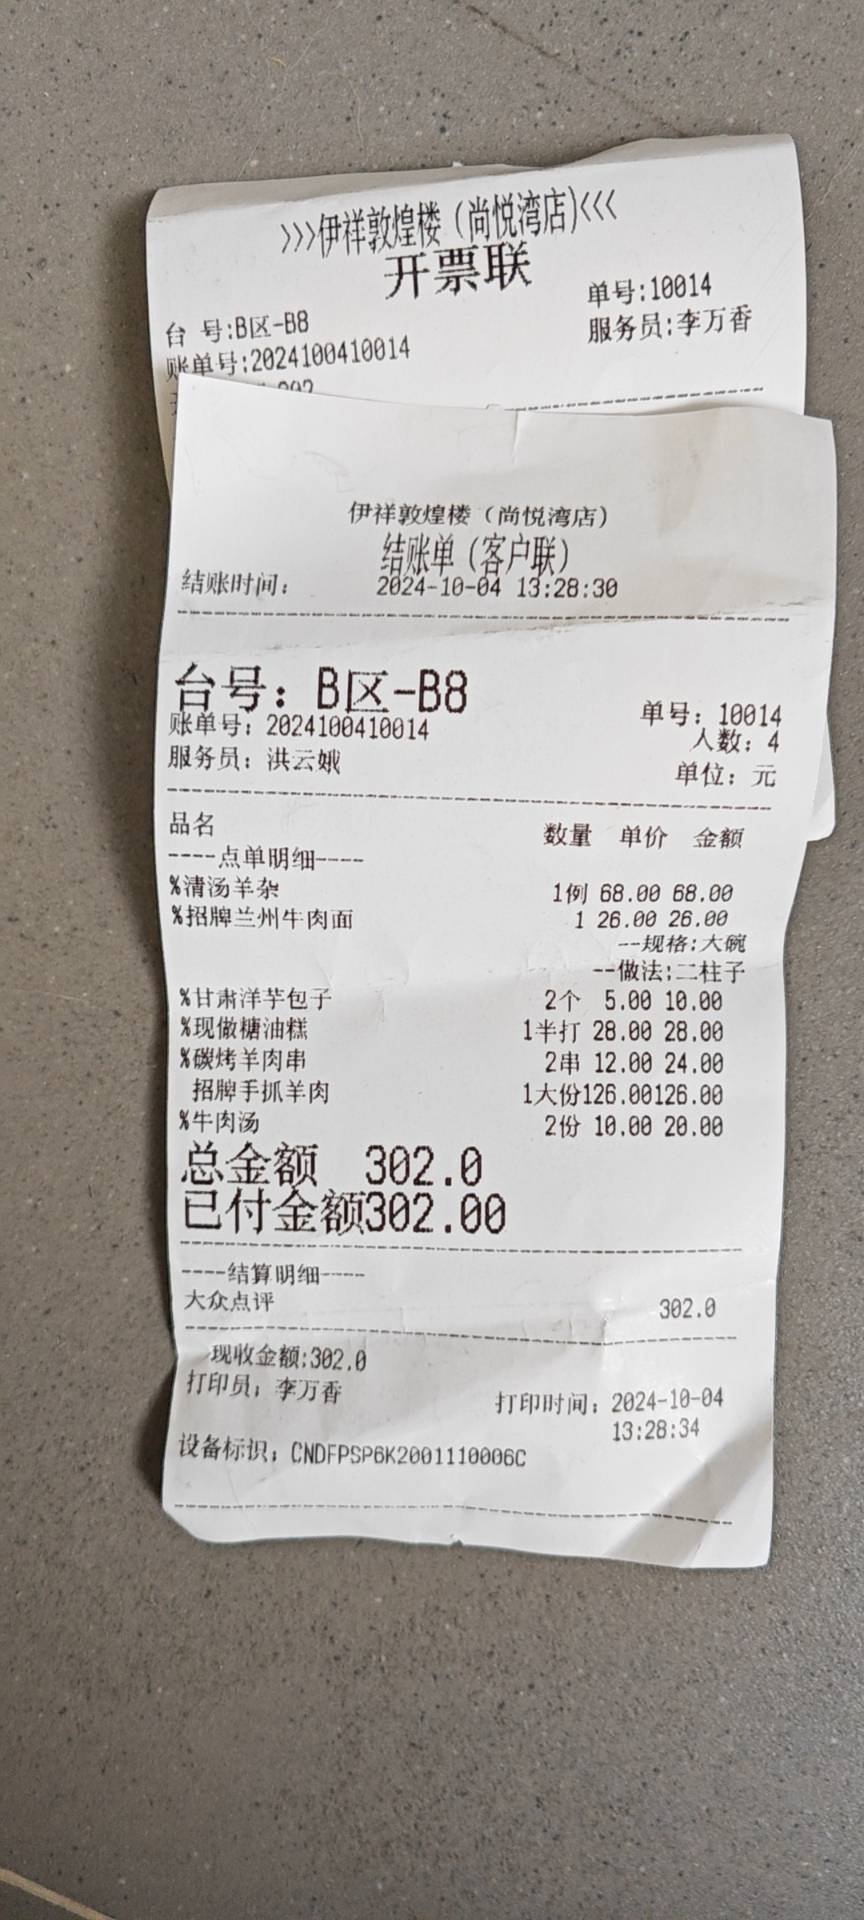 >>>伊祥敦煌楼（尚悦湾店)<<<
开票联
单号:10014
台 号:B区-B8
服务员:李万香
账单号:2024100410014
伊祥敦煌楼（尚悦湾店）
结账单（客户联）
结账时间： 2024-10-04 13:28:30
台号：B区-B8
单号：10014
账单号：2024100410014
人数：4
服务员：洪云娥
单位：元
品名 数量 单价 金额
----点单明细----
%清汤羊杂 1例 68.00 68.00
%招牌兰州牛肉面 1 26.00 26.00
--规格:大碗
--做法:二柱子
%甘肃洋芋包子 2个 5.00 10.00
%现做糖油糕 1半打 28.00 28.00
%碳烤羊肉串 2串 12.00 24.00
招牌手抓羊肉 1大份126.00126.00
%牛肉汤 2份 10.00 20.00
总金额 302.0
已付金额302.00
----结算明细----
大众点评 302.0
现收金额:302.0
打印员：李万香
打印时间：2024-10-04
13:28:34
设备标识：CNDFPSP6K2001110006C